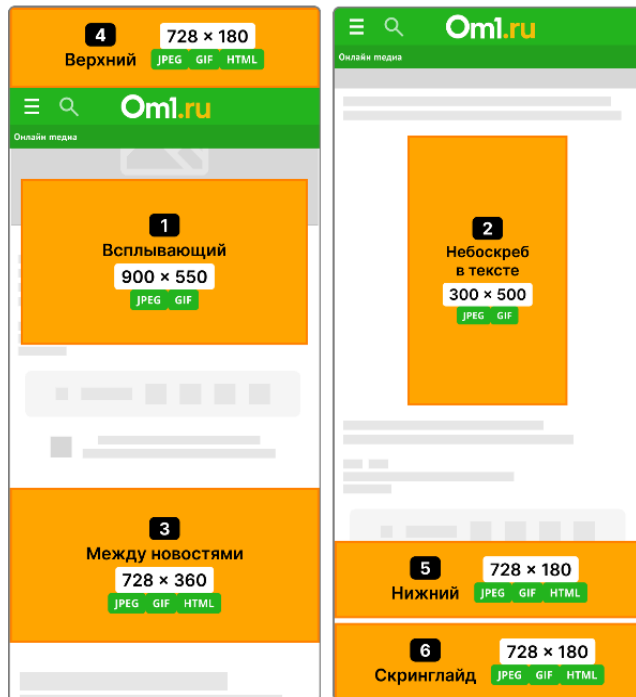 4
728 × 180
Верхний
JPEG GIF HTML
Om1.ru
Онлайн медиа
1
Всплывающий
900 × 550
JPEG GIF
3
Между новостями
728 × 360
JPEG GIF HTML
Om1.ru
Онлайн медиа
2
Небоскреб
в тексте
300 × 500
JPEG GIF
5
728 × 180
Нижний
JPEG GIF HTML
6
728 × 180
Скринглайд
JPEG GIF HTML